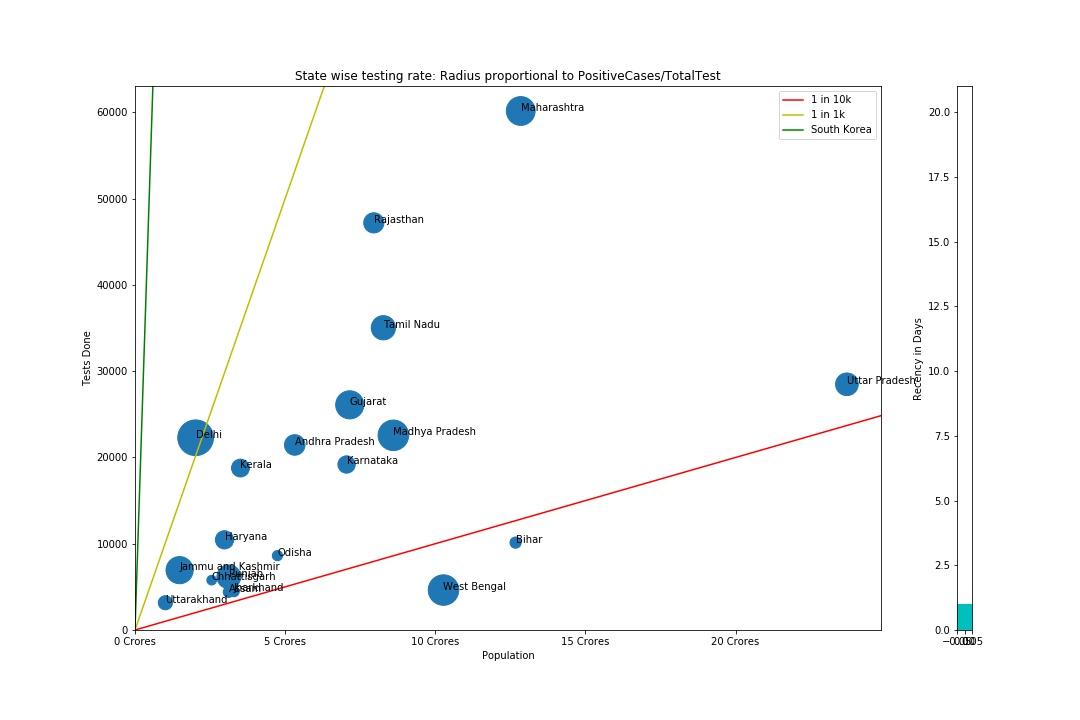 State wise testing rate: Radius proportional to PositiveCases/TotalTest
1 in 10k
1 in 1k
South Korea
Tests Done
60000
50000
40000
30000
20000
10000
0
Maharashtra
Rajasthan
Tamil Nadu
Uttar Pradesh
Gujarat
Madhya Pradesh
Delhi
Andhra Pradesh
Karnataka
Kerala
Haryana
Bihar
Odisha
Jammu and Kashmir
Punjab
Chhattisgarh
Jharkhand
Assam
West Bengal
Uttarakhand
0 Crores
5 Crores
10 Crores
15 Crores
20 Crores
Population
Recency in Days
20.0
17.5
15.0
12.5
10.0
7.5
5.0
2.5
0.0